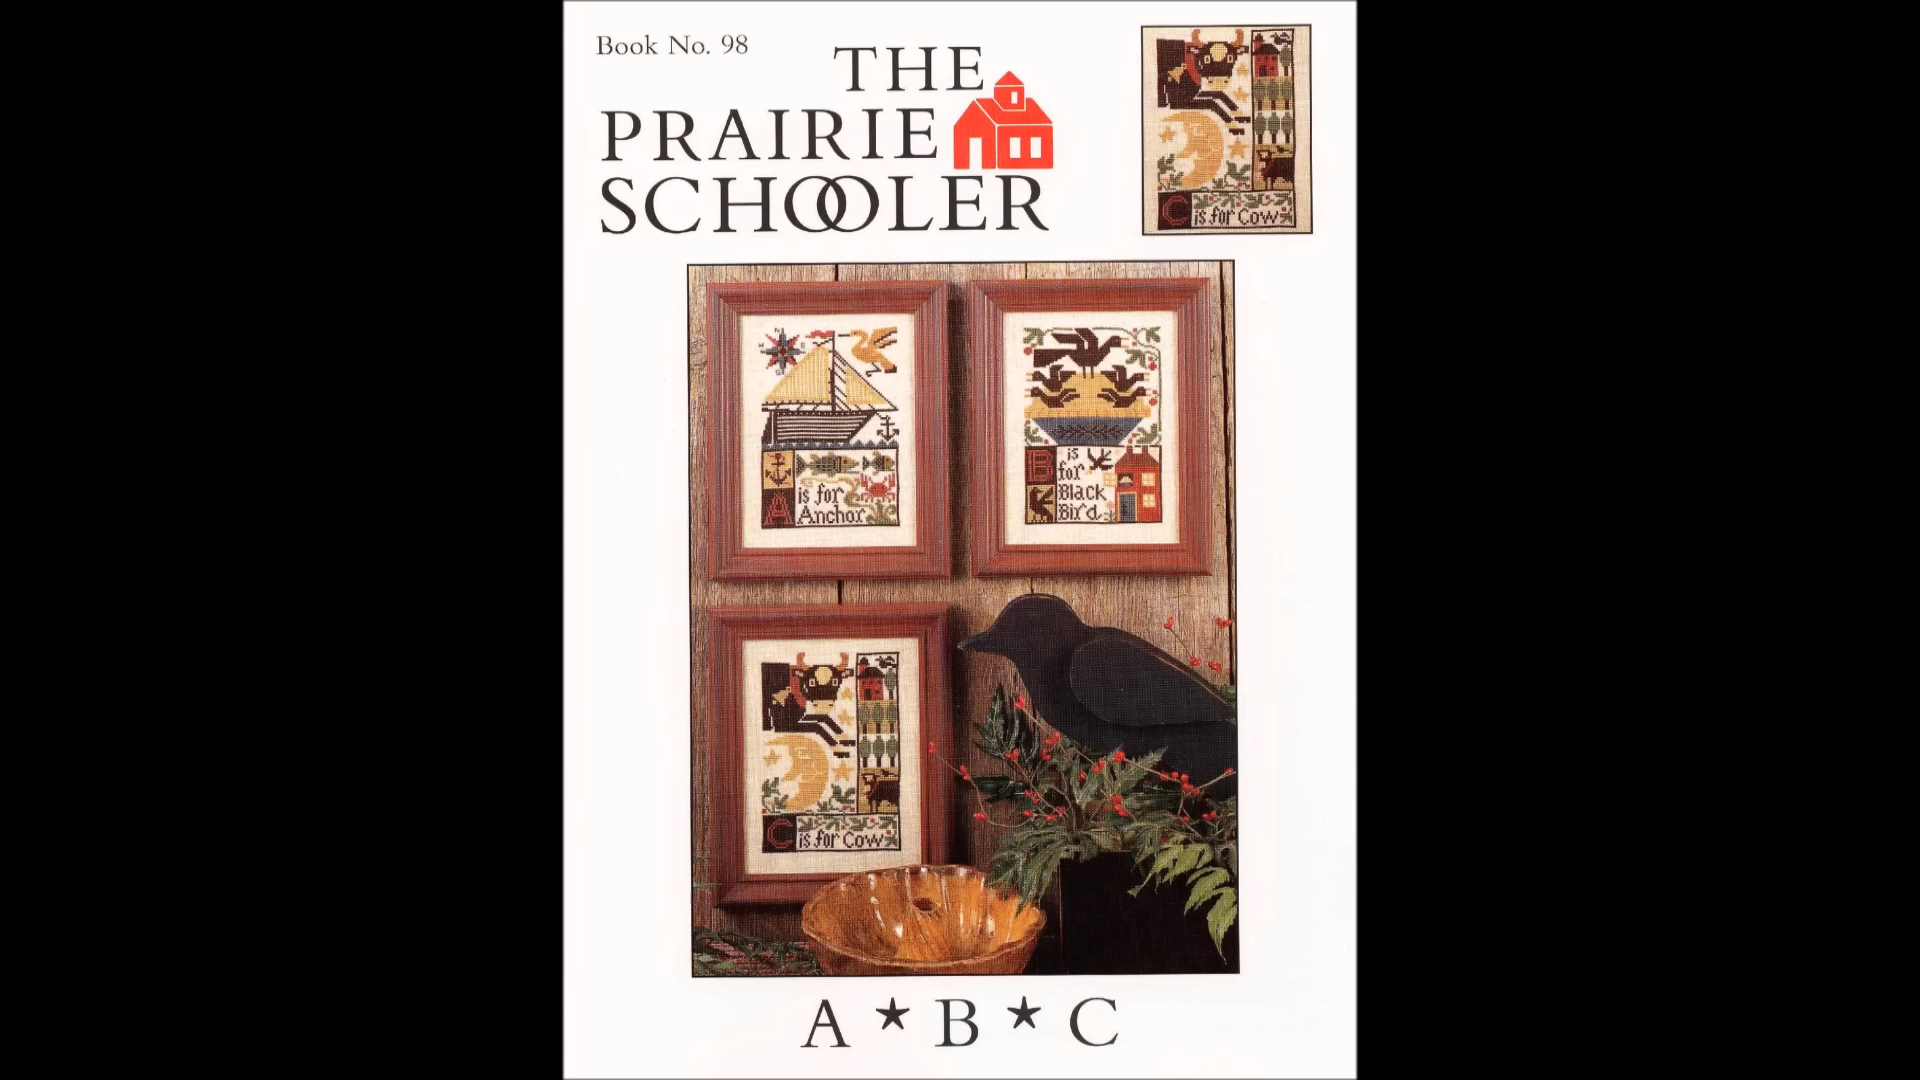 Book No. 98
THE
PRAIRIE
SCHOOLER
C is for Cow
is for
A Anchor
B is
for
Black
Bird
C is for Cow
A ★ B ★ C